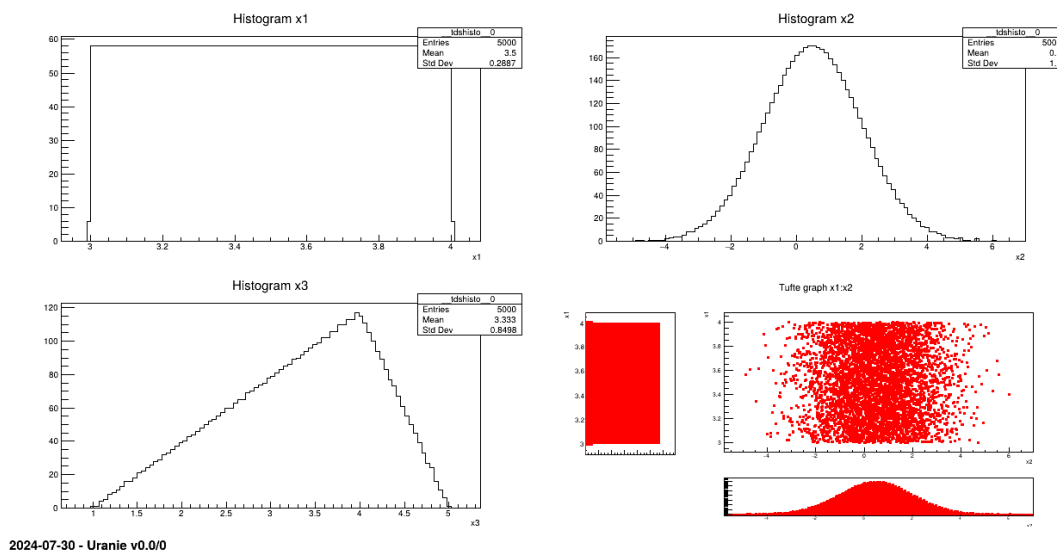 Histogram x1
__tdshisto__0
Entries 5000
Mean 3.5
Std Dev 0.2887
60
50
40
30
20
10
0
3 3.2 3.4 3.6 3.8 4
x1
Histogram x2
__tdshisto__0
Entries 500
Mean 0.
Std Dev 1.
160
140
120
100
80
60
40
20
0
−4 −2 0 2 4 6
x2
Histogram x3
__tdshisto__0
Entries 5000
Mean 3.333
Std Dev 0.8498
120
100
80
60
40
20
0
1 1.5 2 2.5 3 3.5 4 4.5 5
x3
Tufte graph x1:x2
x1
4
3.8
3.6
3.4
3.2
3
x1
4
3.8
3.6
3.4
3.2
3
−4 −2 0 2 4 6
x2
2024-07-30 - Uranie v0.0/0